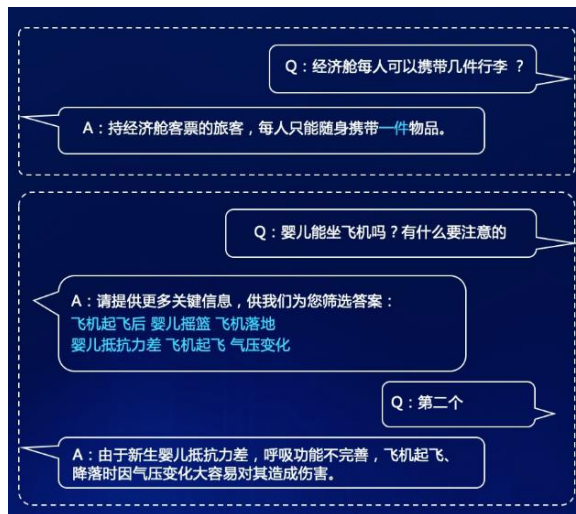 Q：经济舱每人可以携带几件行李 ？
A：持经济舱客票的旅客，每人只能随身携带一件物品。
Q：婴儿能坐飞机吗？有什么要注意的
A：请提供更多关键信息，供我们为您筛选答案：
飞机起飞后 婴儿摇篮 飞机落地
婴儿抵抗力差 飞机起飞 气压变化
Q：第二个
A：由于新生婴儿抵抗力差，呼吸功能不完善，飞机起飞、
降落时因气压变化大容易对其造成伤害。